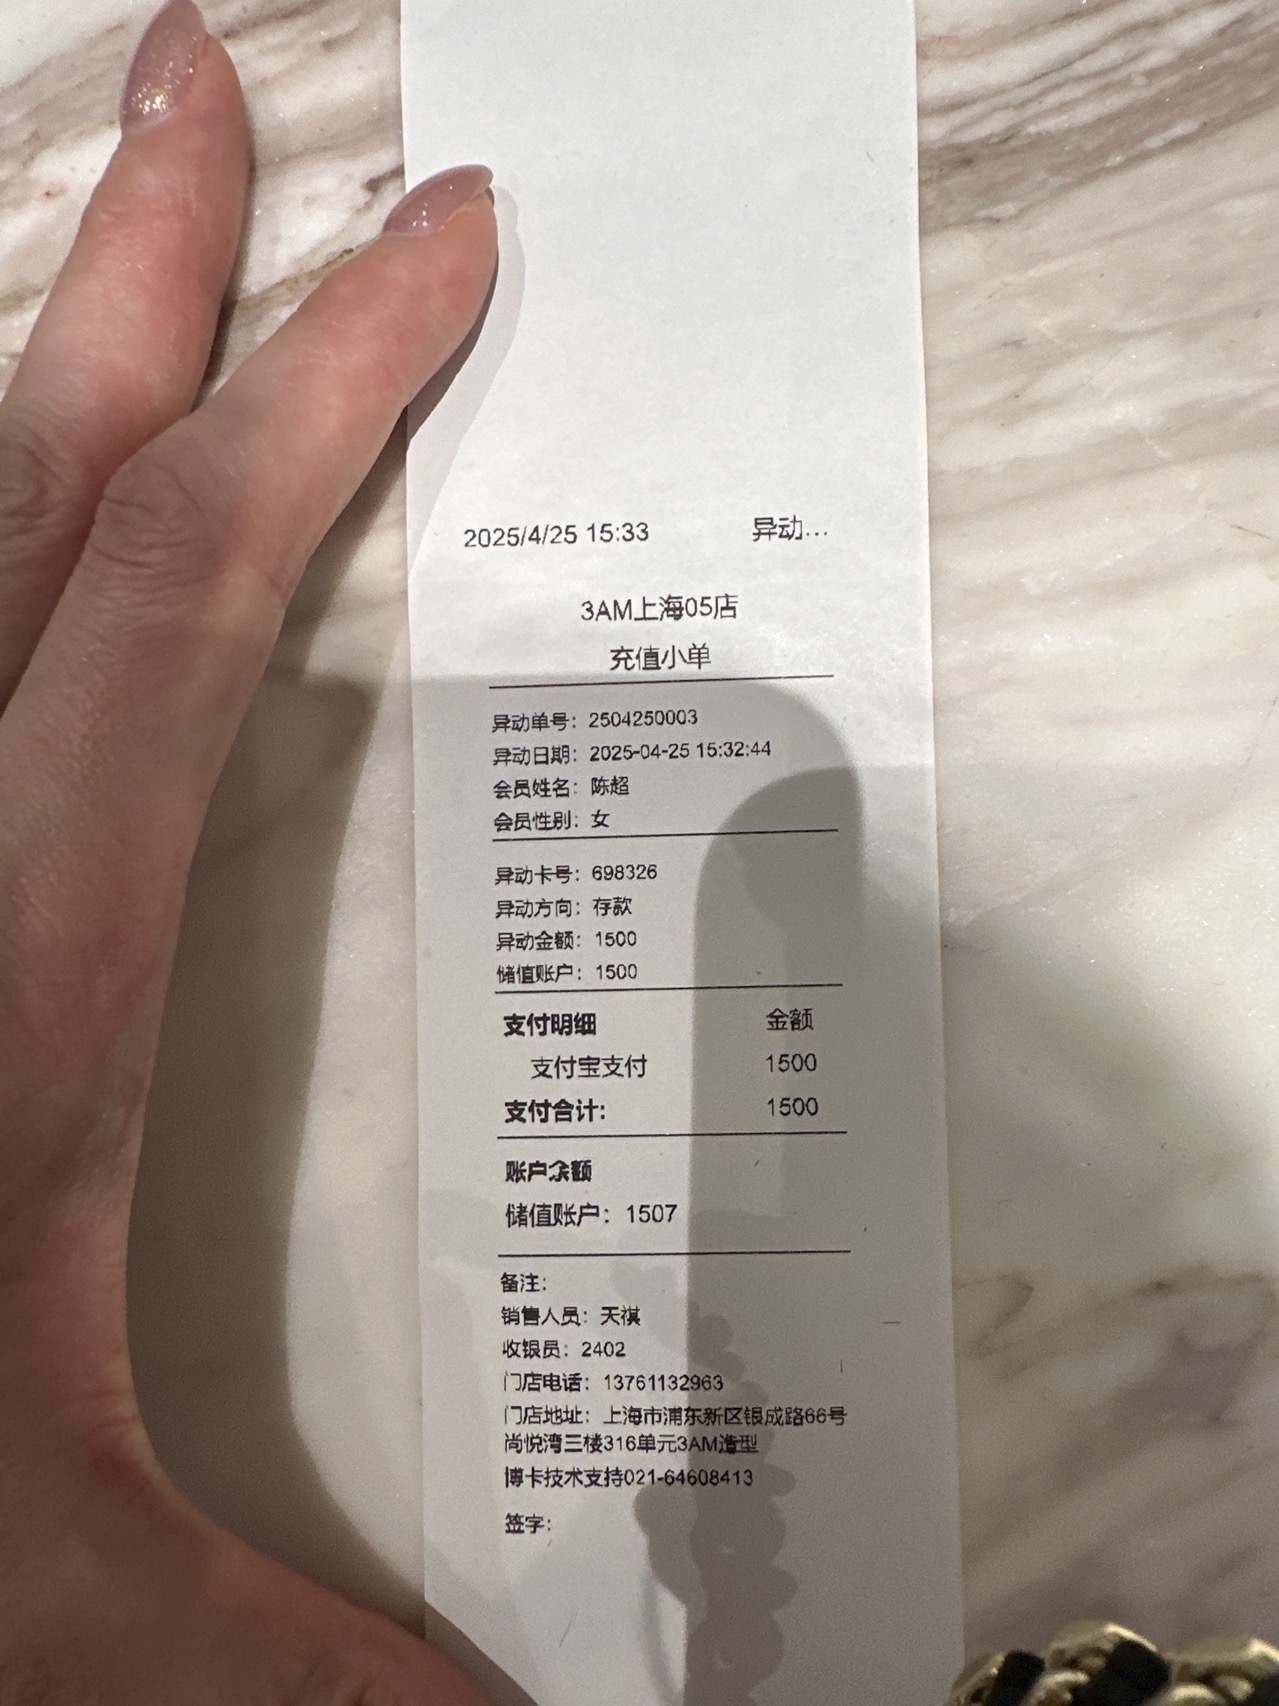 2025/4/25 15:33 异动...
3AM上海05店
充值小单
异动单号：2504250003
异动日期：2025-04-25 15:32:44
会员姓名：陈超
会员性别：女
异动卡号：698326
异动方向：存款
异动金额：1500
储值账户：1500
支付明细 金额
支付宝支付 1500
支付合计: 1500
账户余额
储值账户：1507
备注:
销售人员：天祺
收银员：2402
门店电话：13761132963
门店地址：上海市浦东新区银成路66号
尚悦湾三楼316单元3AM造型
博卡技术支持021-64608413
签字: